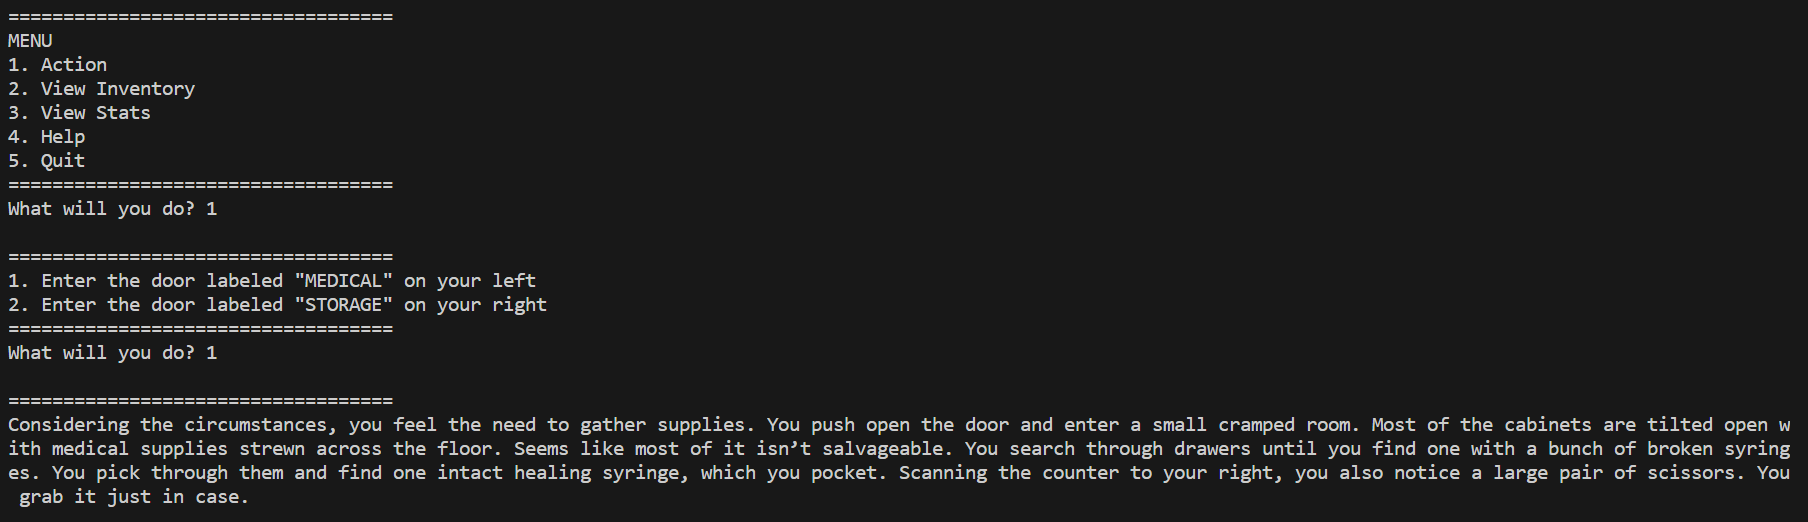 ===================================
MENU
1. Action
2. View Inventory
3. View Stats
4. Help
5. Quit
===================================
What will you do? 1

===================================
1. Enter the door labeled "MEDICAL" on your left
2. Enter the door labeled "STORAGE" on your right
===================================
What will you do? 1

===================================
Considering the circumstances, you feel the need to gather supplies. You push open the door and enter a small cramped room. Most of the cabinets are tilted open w
ith medical supplies strewn across the floor. Seems like most of it isn’t salvageable. You search through drawers until you find one with a bunch of broken syring
es. You pick through them and find one intact healing syringe, which you pocket. Scanning the counter to your right, you also notice a large pair of scissors. You
 grab it just in case.